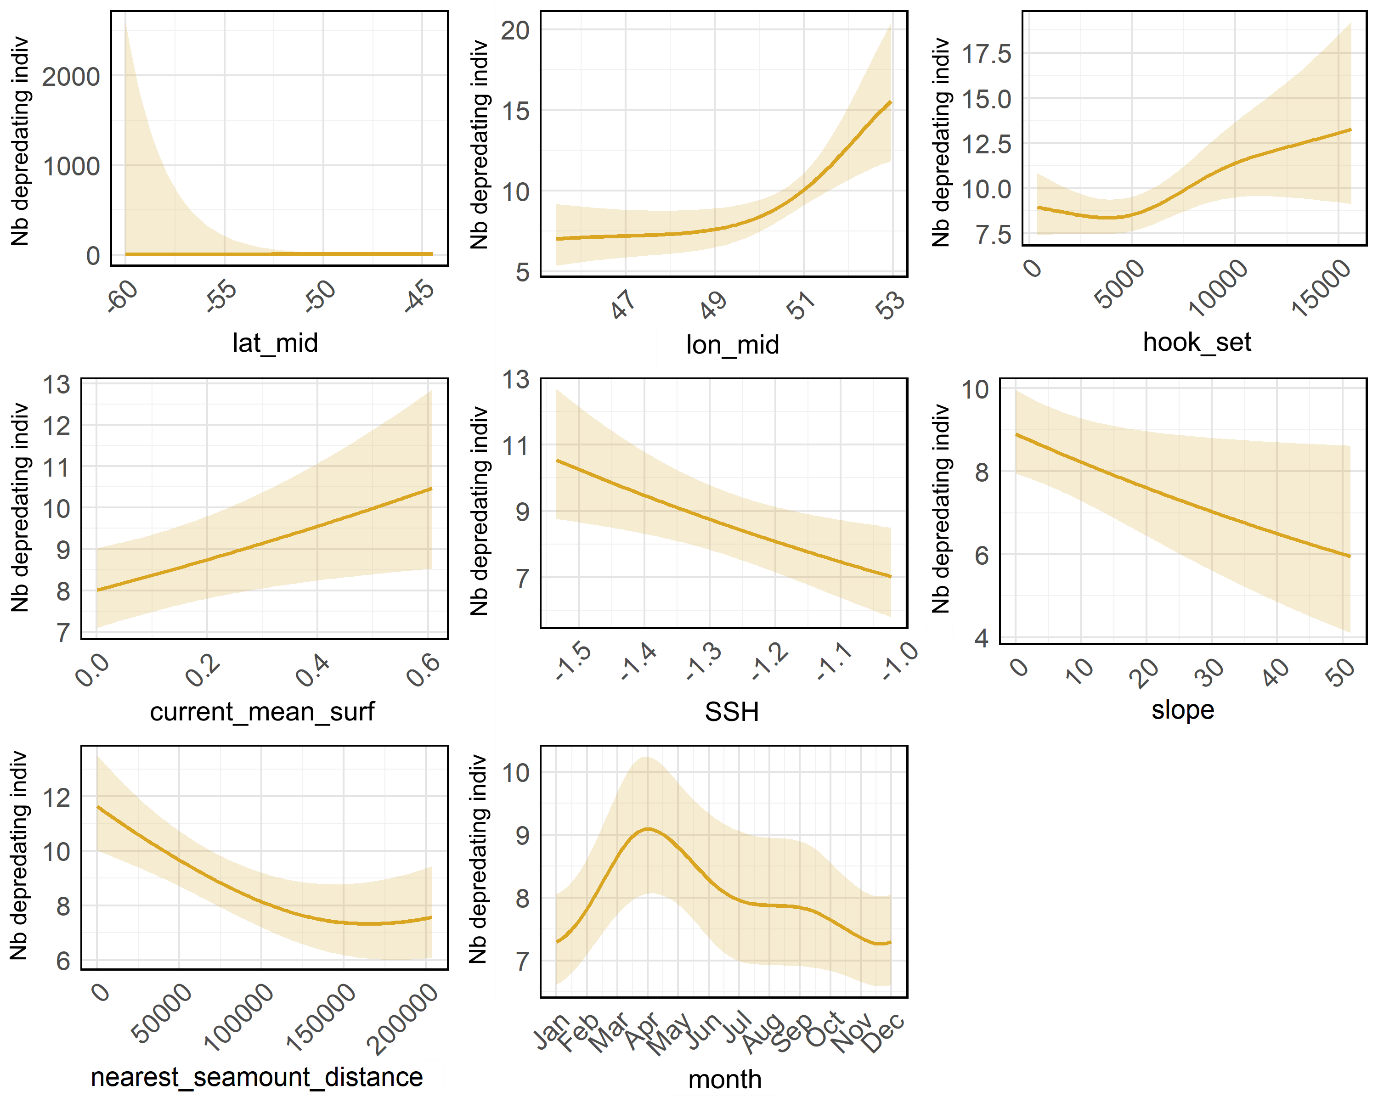 Nb depredating indiv
2000
1000
0
-60
-55
-50
-45
lat_mid
Nb depredating indiv
20
15
10
5
47
49
51
53
lon_mid
Nb depredating indiv
17.5
15.0
12.5
10.0
7.5
0
5000
10000
15000
hook_set
Nb depredating indiv
13
12
11
10
9
8
7
0.0
0.2
0.4
0.6
current_mean_surf
Nb depredating indiv
13
11
9
7
-1.5
-1.4
-1.3
-1.2
-1.1
-1.0
SSH
Nb depredating indiv
10
8
6
4
0
10
20
30
40
50
slope
Nb depredating indiv
12
10
8
6
0
50000
100000
150000
200000
nearest_seamount_distance
Nb depredating indiv
10
9
8
7
Jan
Feb
Mar
Apr
May
Jun
Jul
Aug
Sep
Oct
Nov
Dec
month